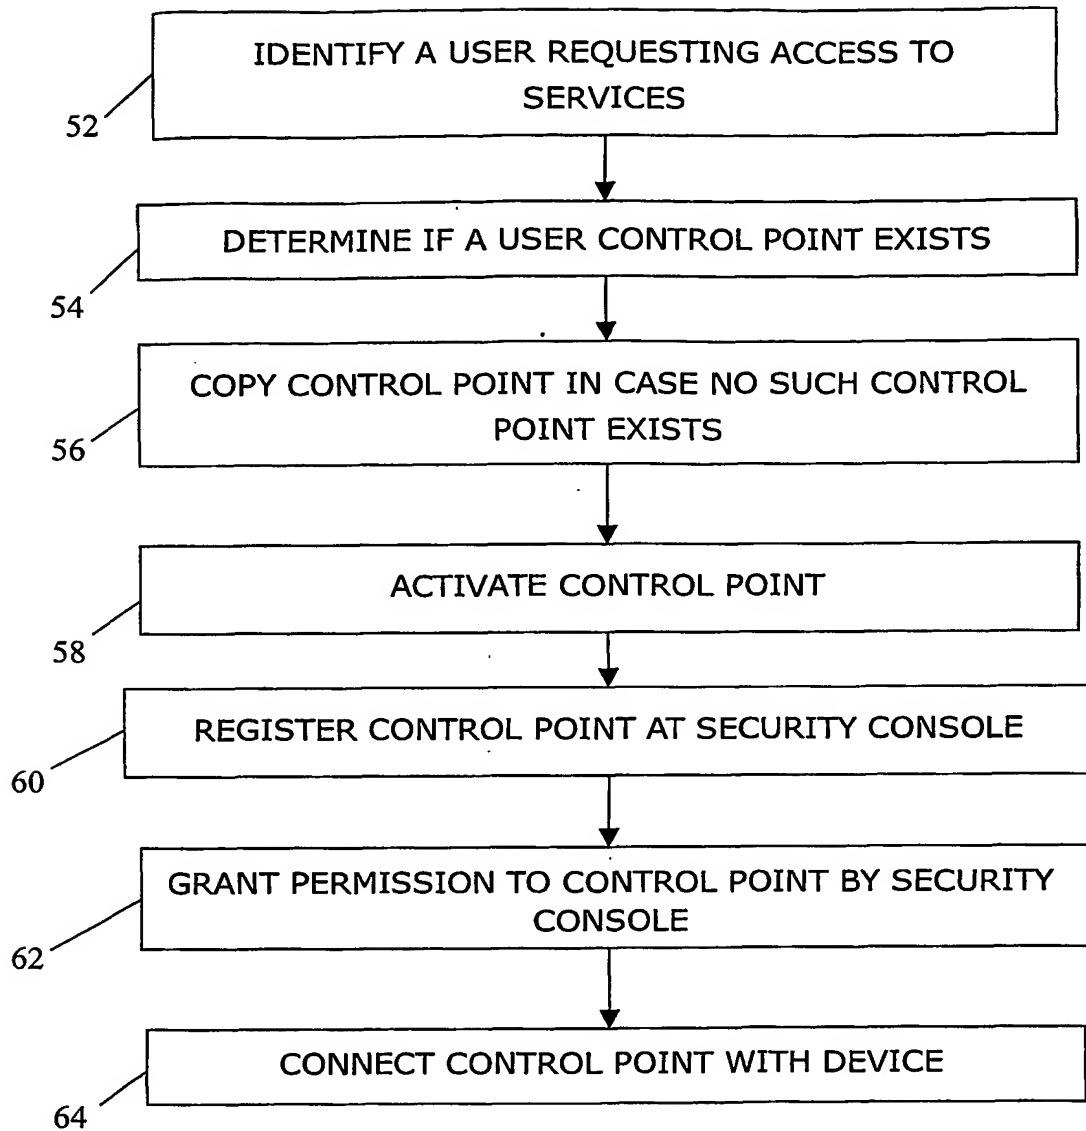 IDENTIFY A USER REQUESTING ACCESS TO
SERVICES
52
DETERMINE IF A USER CONTROL POINT EXISTS
54
COPY CONTROL POINT IN CASE NO SUCH CONTROL
POINT EXISTS
56
ACTIVATE CONTROL POINT
58
REGISTER CONTROL POINT AT SECURITY CONSOLE
60
GRANT PERMISSION TO CONTROL POINT BY SECURITY
CONSOLE
62
CONNECT CONTROL POINT WITH DEVICE
64